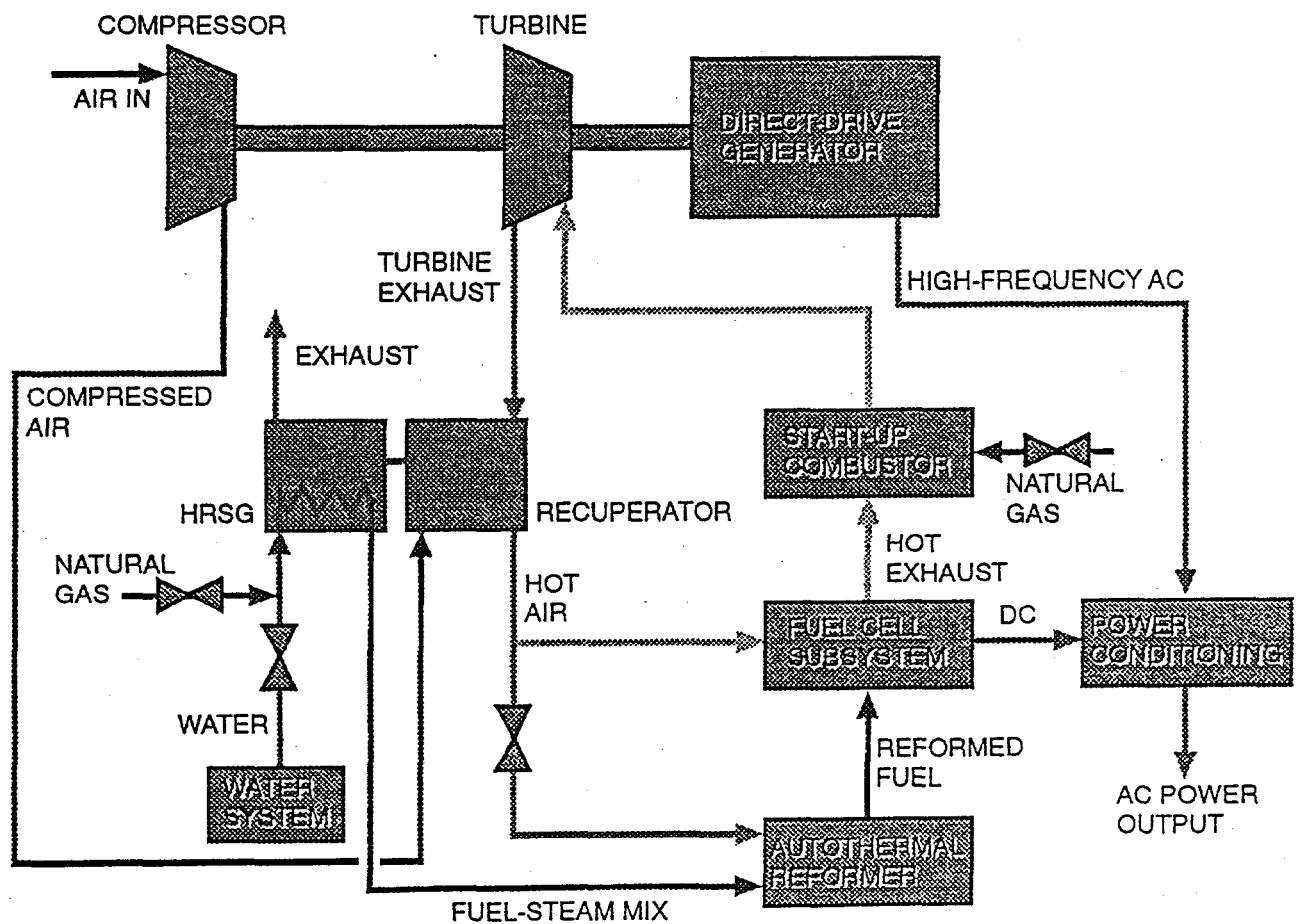 COMPRESSOR
TURBINE
AIR IN
DIRECT-DRIVE
GENERATOR
TURBINE
EXHAUST
HIGH-FREQUENCY AC
EXHAUST
COMPRESSED
AIR
START-UP
COMBUSTOR
NATURAL
GAS
HRSG
RECUPERATOR
NATURAL
GAS
HOT
EXHAUST
HOT
AIR
FUEL CELL
SUBSYSTEM
DC
POWER
CONDITIONING
WATER
REFORMED
FUEL
WATER
SYSTEM
AC POWER
OUTPUT
AUTOTHERMAL
REFORMER
FUEL-STEAM MIX